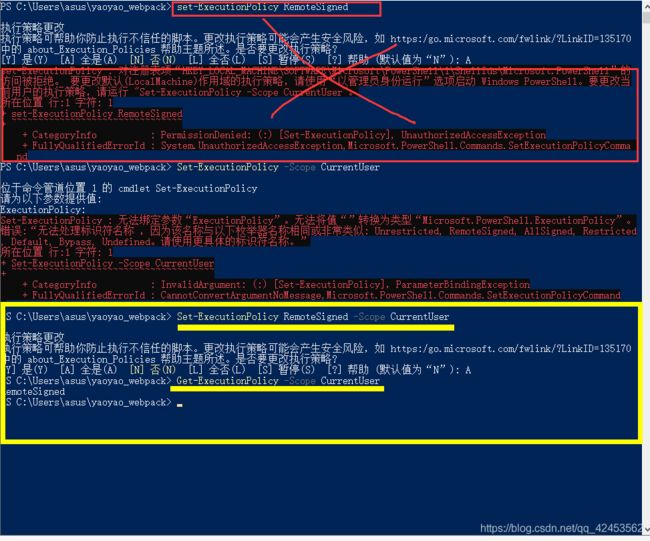 PS C:\Users\asus\yaoyao_webpack> set-ExecutionPolicy RemoteSigned
执行策略更改
执行策略可帮助你防止执行不信任的脚本。更改执行策略可能会产生安全风险，如 https:/go.microsoft.com/fwlink/?LinkID=135170
中的 about_Execution_Policies 帮助主题所述。是否要更改执行策略?
[Y] 是(Y)  [A] 全是(A)  [N] 否(N)  [L] 全否(L)  [S] 暂停(S)  [?] 帮助 (默认值为“N”): A
set-ExecutionPolicy : 对注册表项“HKEY_LOCAL_MACHINE\SOFTWARE\Microsoft\PowerShell\1\ShellIds\Microsoft.PowerShell”的
访问被拒绝。 要更改默认(LocalMachine)作用域的执行策略，请使用“以管理员身份运行”选项启动 Windows PowerShell。要更改当
前用户的执行策略，请运行 "Set-ExecutionPolicy -Scope CurrentUser"。
所在位置 行:1 字符: 1
+ set-ExecutionPolicy RemoteSigned
+
    + CategoryInfo          : PermissionDenied: (:) [Set-ExecutionPolicy], UnauthorizedAccessException
    + FullyQualifiedErrorId : System.UnauthorizedAccessException,Microsoft.PowerShell.Commands.SetExecutionPolicyComma
nd
PS C:\Users\asus\yaoyao_webpack> Set-ExecutionPolicy -Scope CurrentUser
位于命令管道位置 1 的 cmdlet Set-ExecutionPolicy
请为以下参数提供值:
ExecutionPolicy:
Set-ExecutionPolicy : 无法绑定参数“ExecutionPolicy”。无法将值“”转换为类型“Microsoft.PowerShell.ExecutionPolicy”。
错误:“无法处理标识符名称 ，因为该名称与以下枚举器名称相同或非常类似: Unrestricted, RemoteSigned, AllSigned, Restricted
, Default, Bypass, Undefined。请使用更具体的标识符名称。”
所在位置 行:1 字符: 1
+ Set-ExecutionPolicy -Scope CurrentUser
+
    + CategoryInfo          : InvalidArgument: (:) [Set-ExecutionPolicy], ParameterBindingException
    + FullyQualifiedErrorId : CannotConvertArgumentNoMessage,Microsoft.PowerShell.Commands.SetExecutionPolicyCommand
PS C:\Users\asus\yaoyao_webpack> Set-ExecutionPolicy RemoteSigned -Scope CurrentUser
执行策略更改
执行策略可帮助你防止执行不信任的脚本。更改执行策略可能会产生安全风险，如 https:/go.microsoft.com/fwlink/?LinkID=135170
中的 about_Execution_Policies 帮助主题所述。是否要更改执行策略?
[Y] 是(Y)  [A] 全是(A)  [N] 否(N)  [L] 全否(L)  [S] 暂停(S)  [?] 帮助 (默认值为“N”): A
PS C:\Users\asus\yaoyao_webpack> Get-ExecutionPolicy -Scope CurrentUser
RemoteSigned
PS C:\Users\asus\yaoyao_webpack>
https://blog.csdn.net/qq_42453562